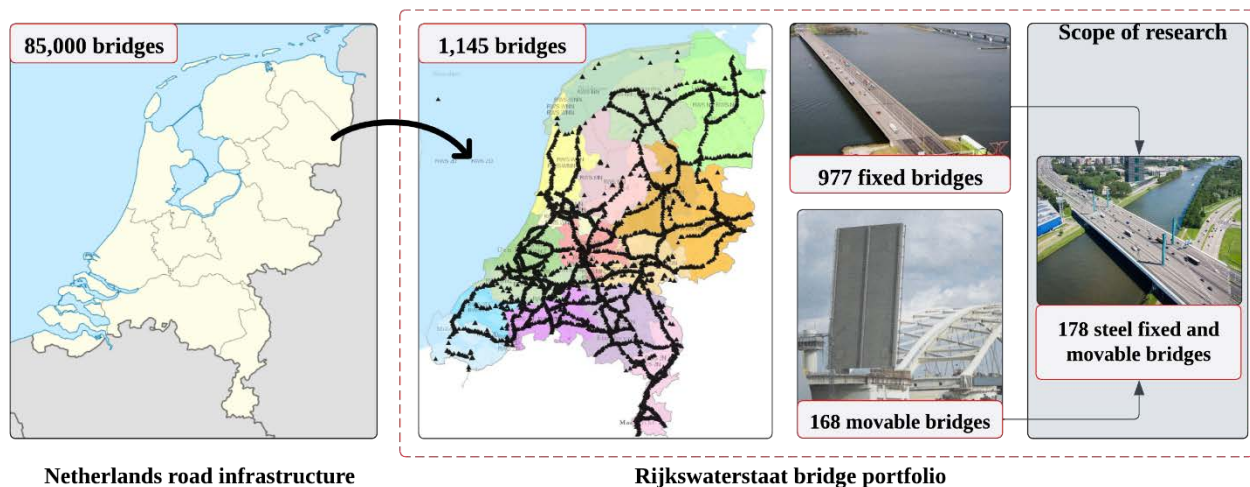 85,000 bridges
1,145 bridges
977 fixed bridges
168 movable bridges
Scope of research
178 steel fixed and
movable bridges
Netherlands road infrastructure
Rijkswaterstaat bridge portfolio